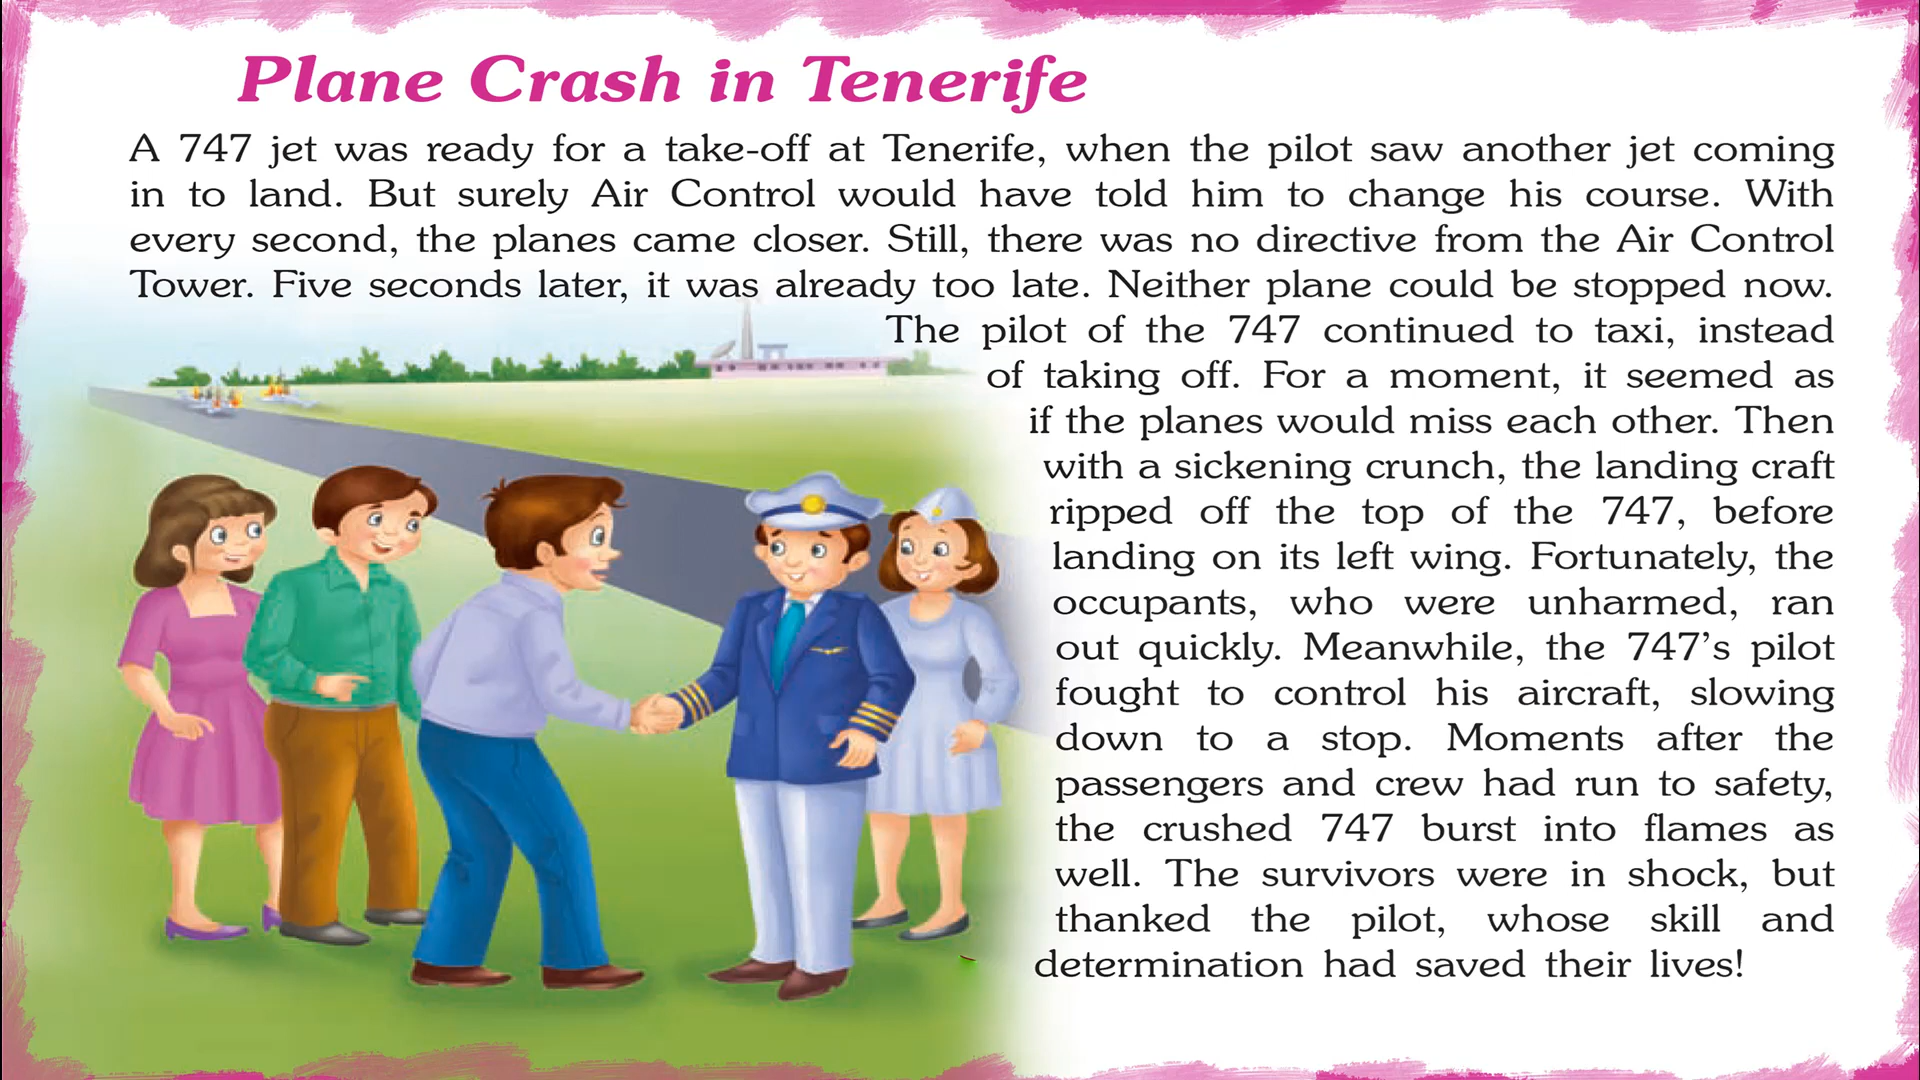 Plane Crash in Tenerife
A 747 jet was ready for a take-off at Tenerife, when the pilot saw another jet coming
in to land. But surely Air Control would have told him to change his course. With
every second, the planes came closer. Still, there was no directive from the Air Control
Tower. Five seconds later, it was already too late. Neither plane could be stopped now.
The pilot of the 747 continued to taxi, instead
of taking off. For a moment, it seemed as
if the planes would miss each other. Then
with a sickening crunch, the landing craft
ripped off the top of the 747, before
landing on its left wing. Fortunately, the
occupants, who were unharmed, ran
out quickly. Meanwhile, the 747’s pilot
fought to control his aircraft, slowing
down to a stop. Moments after the
passengers and crew had run to safety,
the crushed 747 burst into flames as
well. The survivors were in shock, but
thanked the pilot, whose skill and
determination had saved their lives!